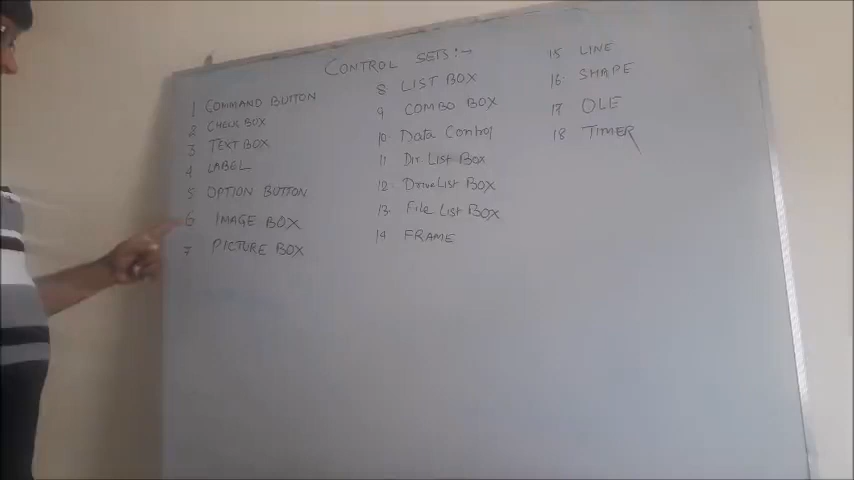 CONTROL SETS:-
1 COMMAND BUTTON
2 CHECK BOX
3 TEXT BOX
4 LABEL
5 OPTION BUTTON
6 IMAGE BOX
7 PICTURE BOX
8 LIST BOX
9 COMBO BOX
10. Data Control
11 Dir List Box
12. Drive List Box
13. File List Box
14 FRAME
15 LINE
16. SHAPE
17 OLE
18 TIMER